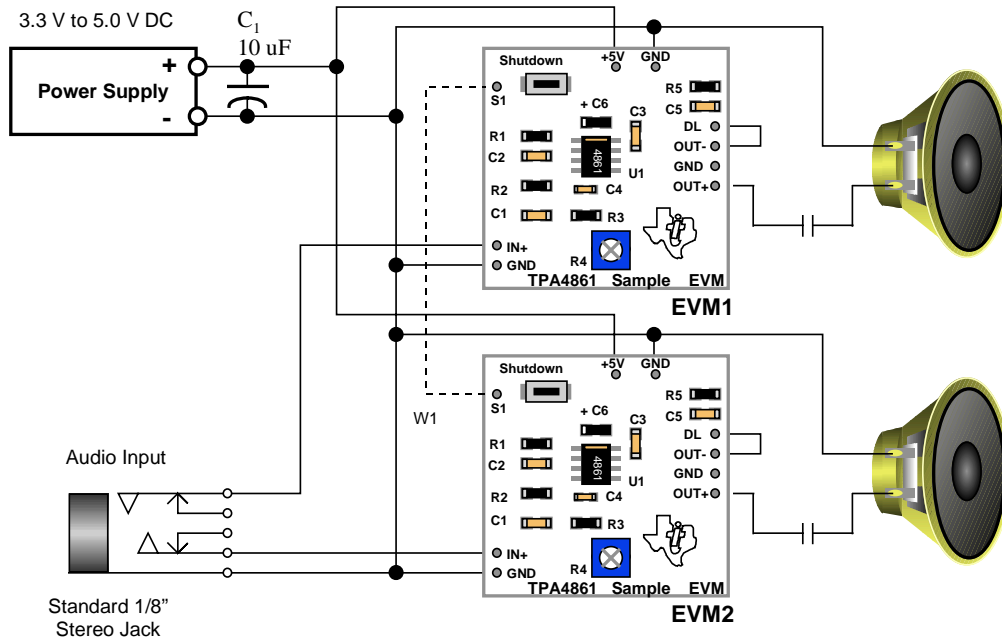 3.3 V to 5.0 V DC
C1
10 uF
+
Power Supply
-
Shutdown
+5V
GND
S1
R5
+ C6
C3
C5
R1
DL
C2
4861
OUT-
U1
GND
R2
C4
OUT+
C1
R3
IN+
R4
GND
TPA4861 Sample EVM
EVM1
Shutdown
+5V
GND
S1
R5
W1
+ C6
C3
C5
R1
DL
C2
4861
OUT-
U1
GND
R2
C4
OUT+
C1
R3
IN+
R4
GND
TPA4861 Sample EVM
EVM2
Audio Input
Standard 1/8”
Stereo Jack